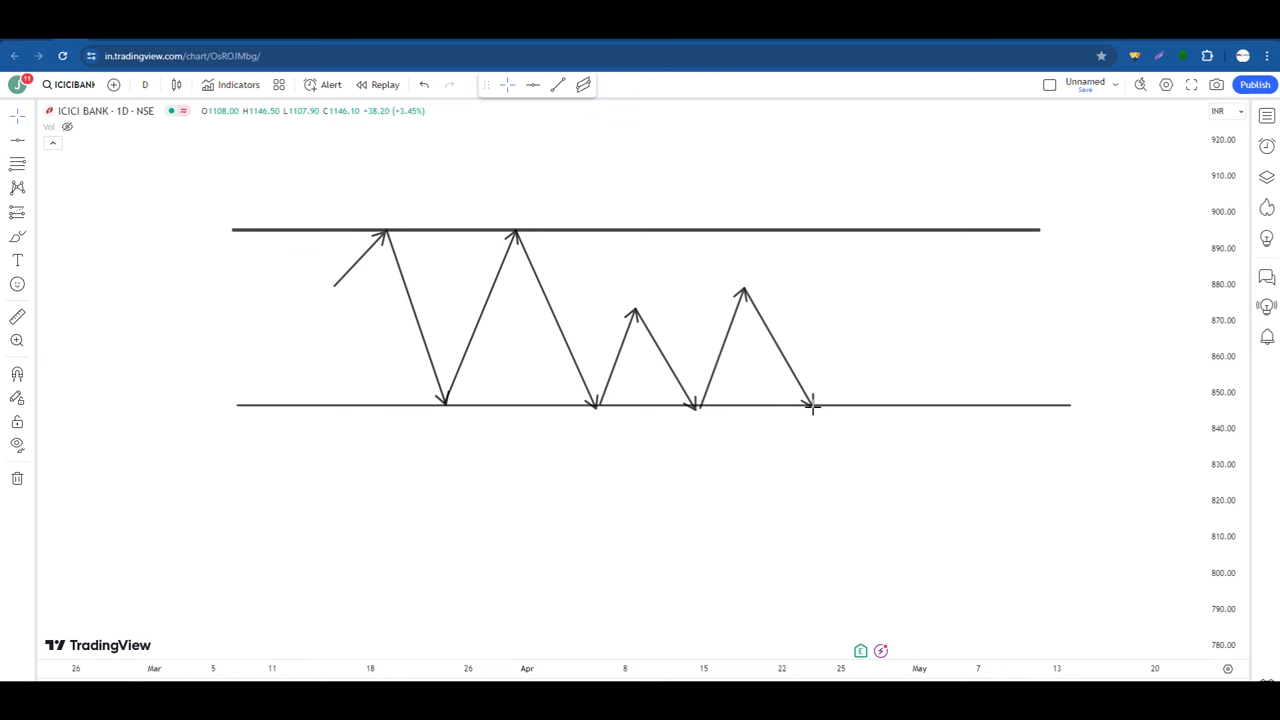 in.tradingview.com/chart/OsROJMbg/
J 11 ICICIBANK D Indicators Alert Replay Unnamed Save Publish
ICICI BANK · 1D · NSE O1108.00 H1146.50 L1107.90 C1146.10 +38.20 (+3.45%) INR
Vol
920.00
910.00
900.00
890.00
880.00
870.00
860.00
850.00
840.00
830.00
820.00
810.00
800.00
790.00
780.00
TradingView
E
26 Mar 5 11 18 26 Apr 8 15 22 25 May 7 13 20